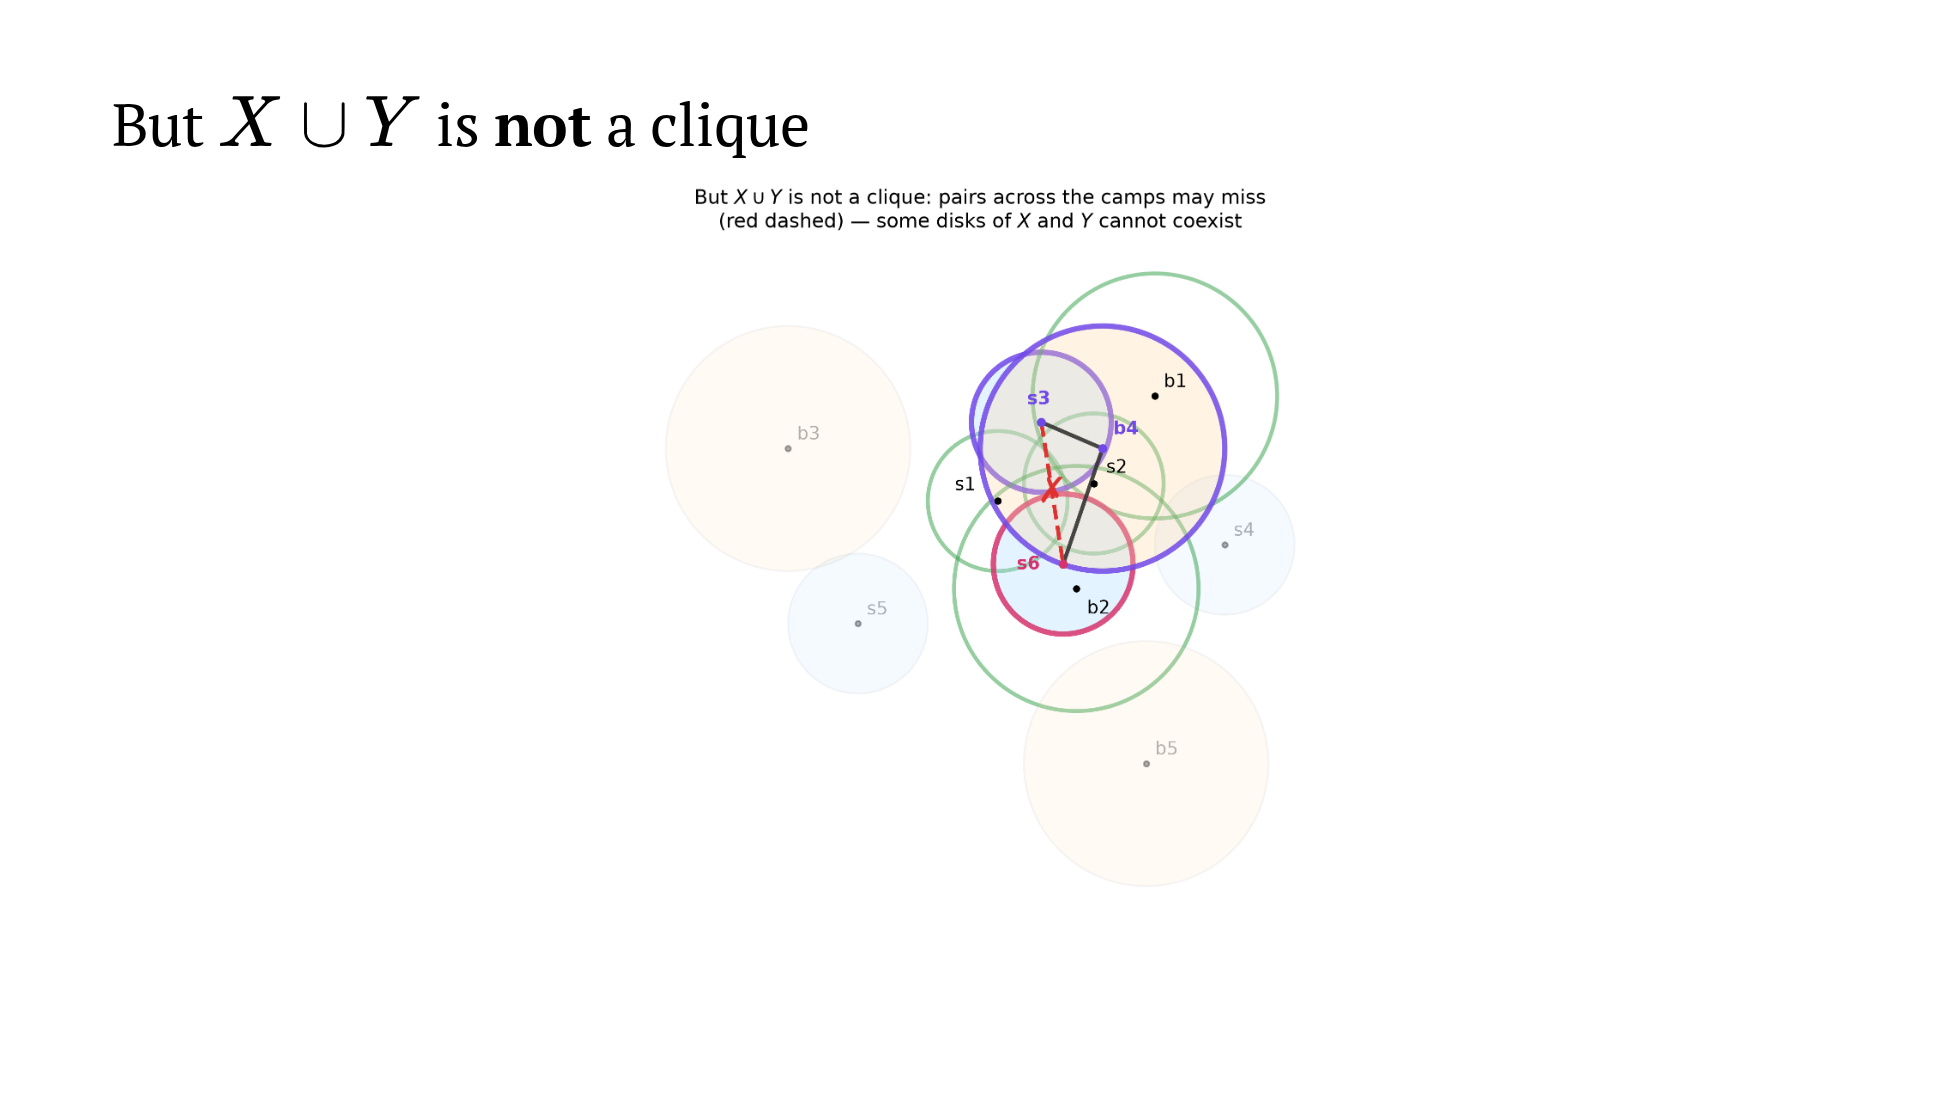 But X ∪ Y is not a clique
But X ∪ Y is not a clique: pairs across the camps may miss
(red dashed) — some disks of X and Y cannot coexist
b1
s3
b4
b3
s2
s1
s4
s6
b2
s5
b5